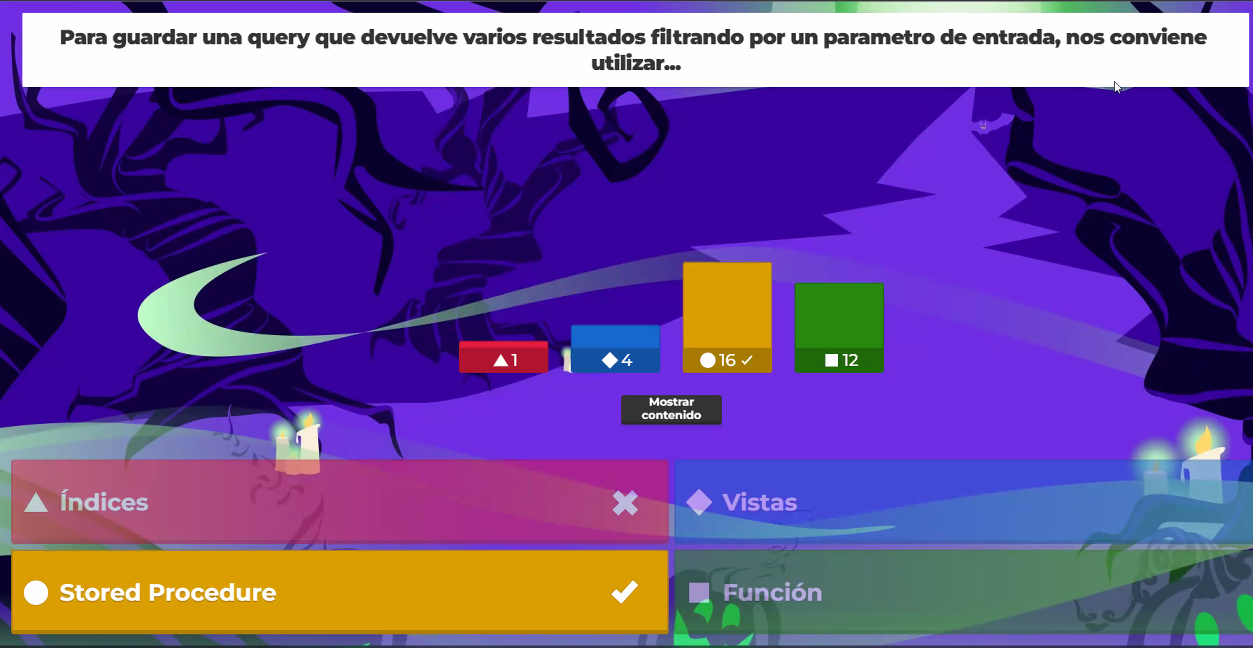 Para guardar una query que devuelve varios resultados filtrando por un parametro de entrada, nos conviene
utilizar...
1
4
16
12
Mostrar
contenido
Índices
Vistas
Stored Procedure
Función